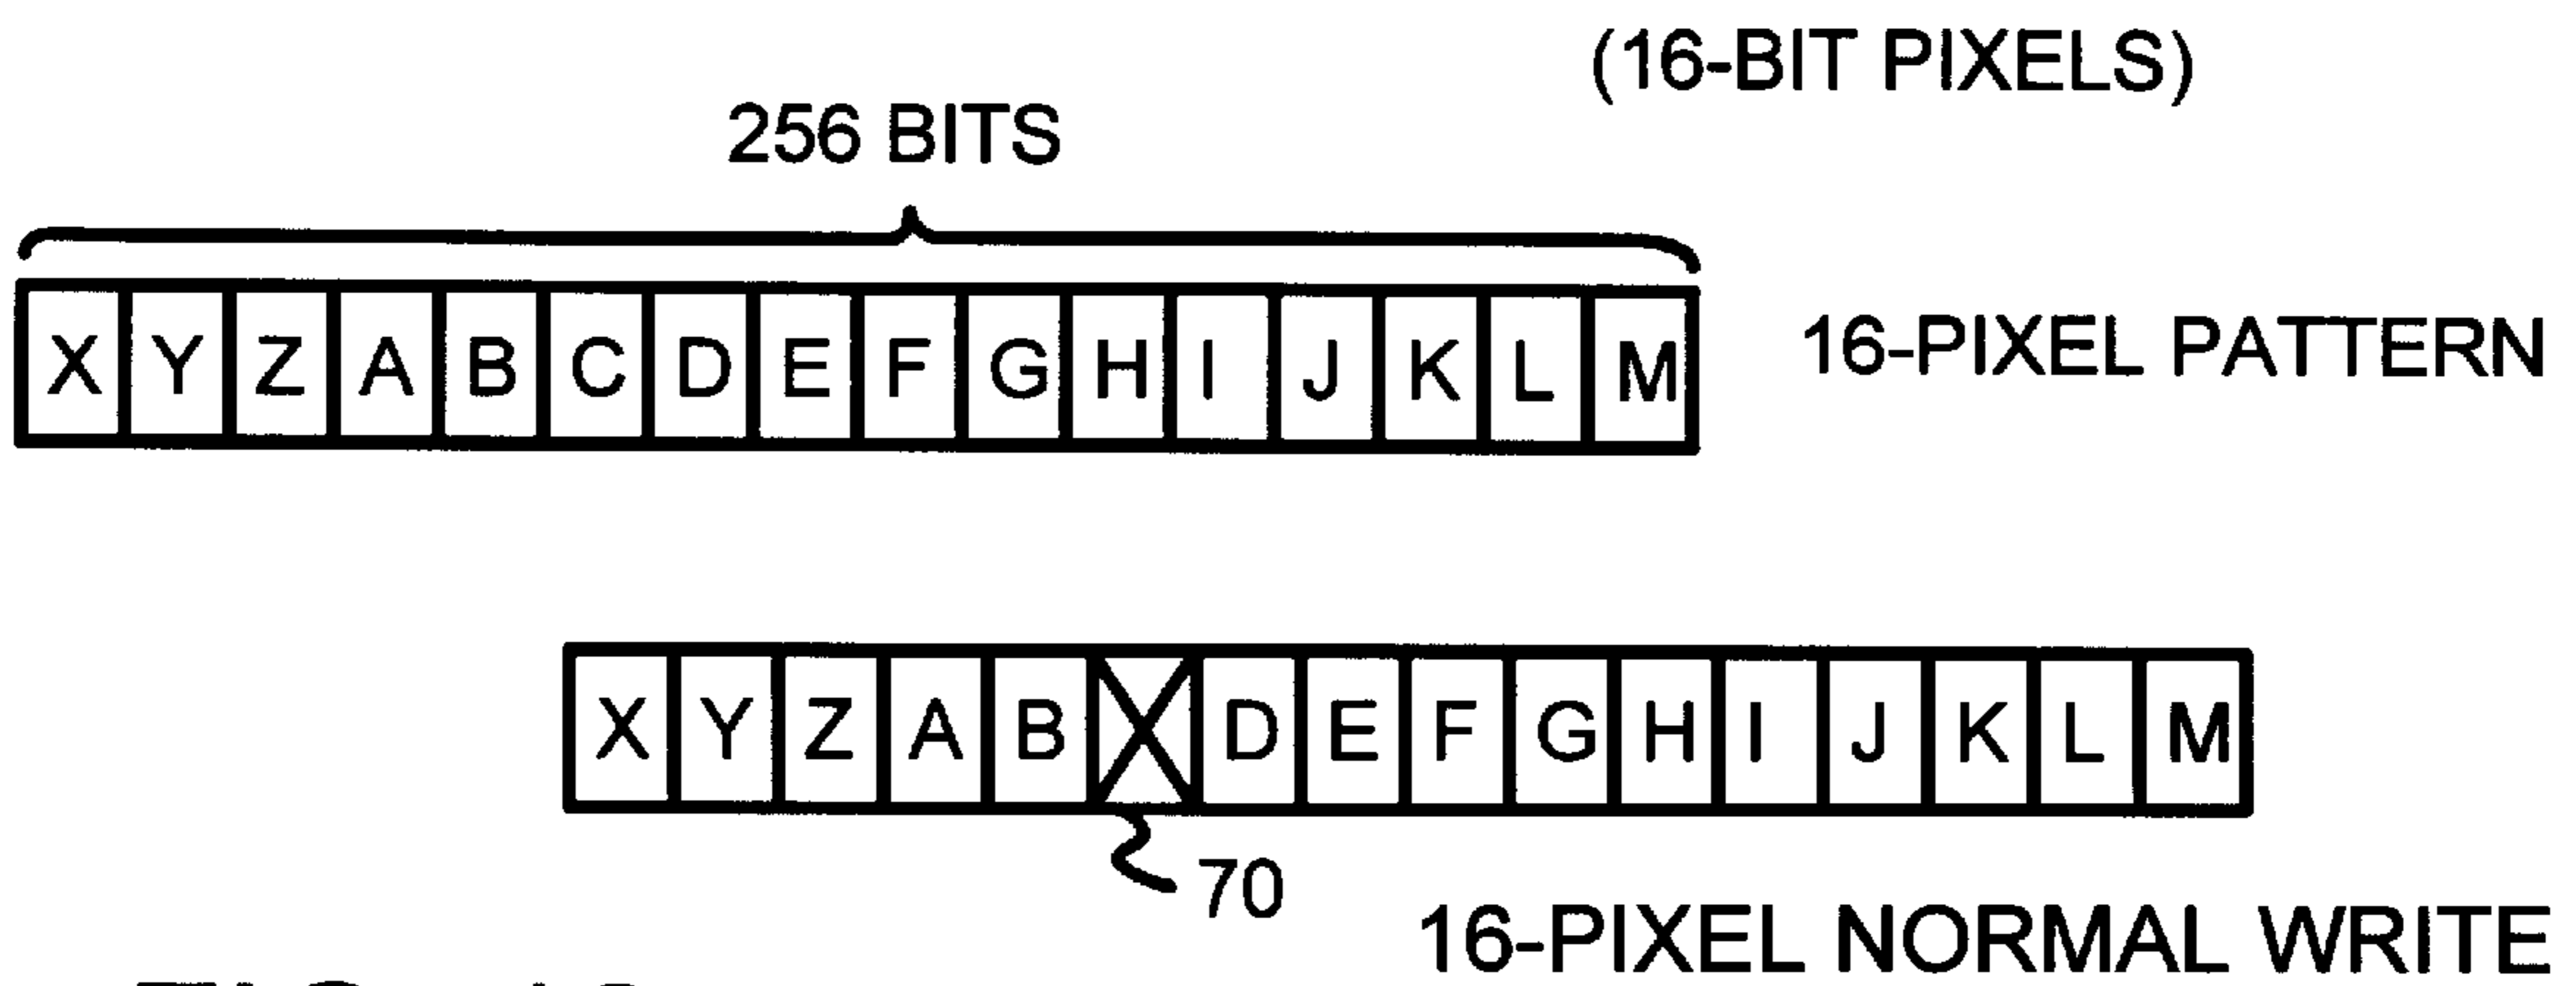 (16-BIT PIXELS)
256 BITS
X Y Z A B C D E F G H I J K L M 16-PIXEL PATTERN
X Y Z A B D E F G H I J K L M
70
16-PIXEL NORMAL WRITE